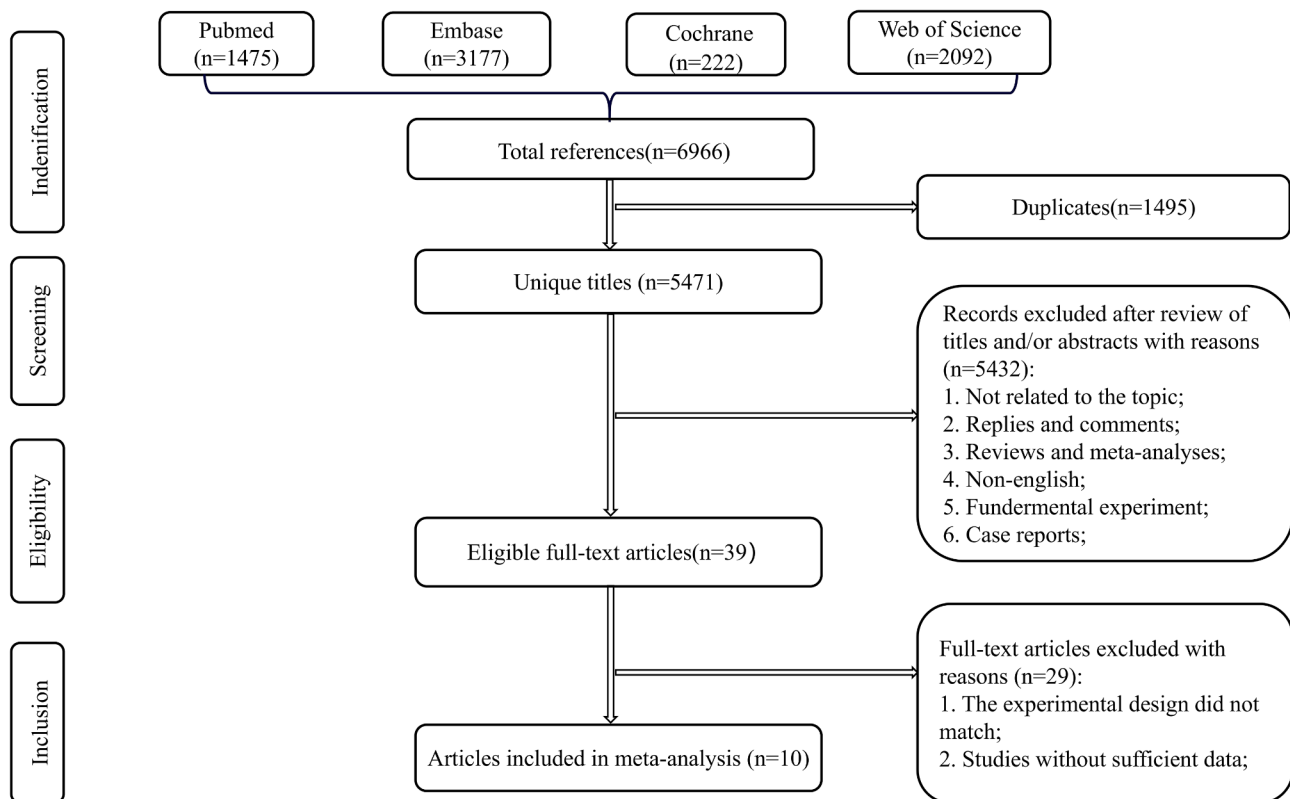 Pubmed
(n=1475)
Embase
(n=3177)
Cochrane
(n=222)
Web of Science
(n=2092)
Indenification
Total references(n=6966)
Duplicates(n=1495)
Screening
Unique titles (n=5471)
Records excluded after review of
titles and/or abstracts with reasons
(n=5432):
1. Not related to the topic;
2. Replies and comments;
3. Reviews and meta-analyses;
4. Non-english;
5. Fundermental experiment;
6. Case reports;
Eligibility
Eligible full-text articles(n=39)
Inclusion
Full-text articles excluded with
reasons (n=29):
1. The experimental design did not
match;
2. Studies without sufficient data;
Articles included in meta-analysis (n=10)